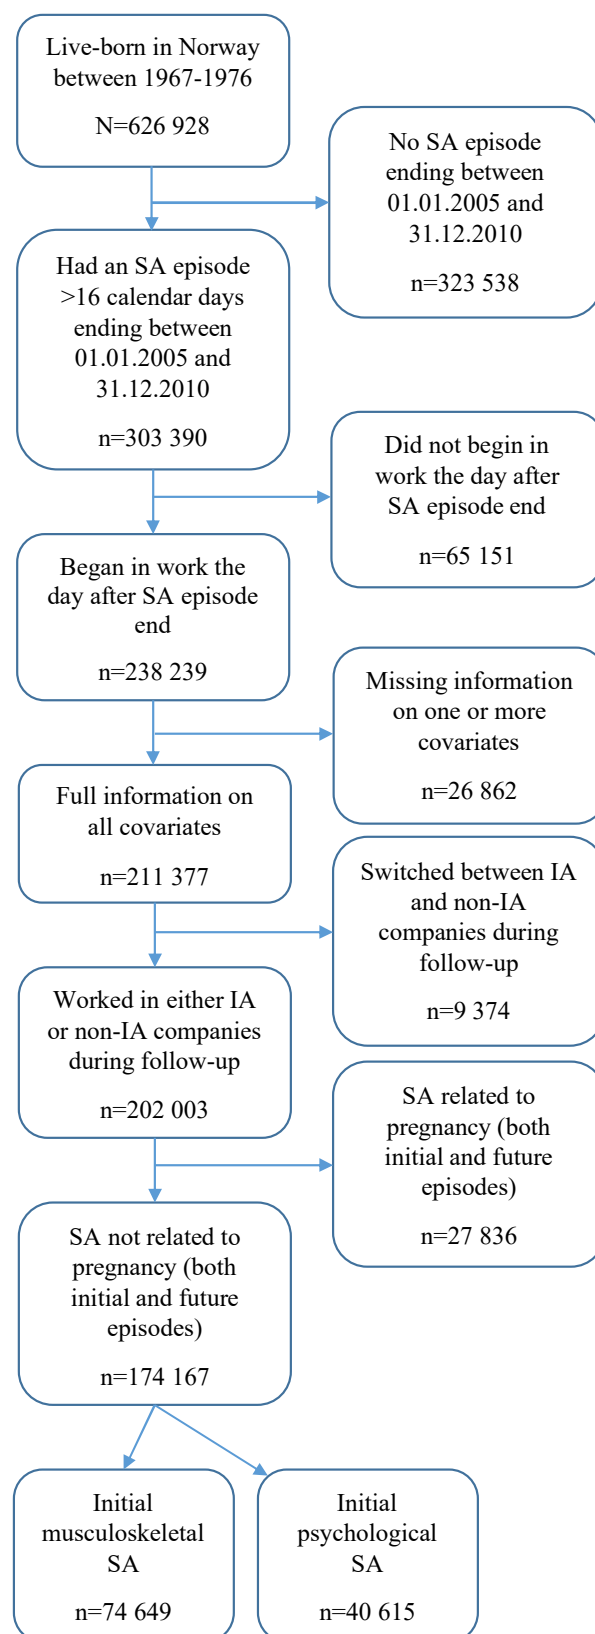 Live-born in Norway
between 1967-1976
N=626 928
No SA episode
ending between
01.01.2005 and
31.12.2010
n=323 538
Had an SA episode
>16 calendar days
ending between
01.01.2005 and
31.12.2010
n=303 390
Did not begin in
work the day after
SA episode end
n=65 151
Began in work the
day after SA episode
end
n=238 239
Missing information
on one or more
covariates
n=26 862
Full information on
all covariates
n=211 377
Switched between IA
and non-IA
companies during
follow-up
n=9 374
Worked in either IA
or non-IA companies
during follow-up
n=202 003
SA related to
pregnancy (both
initial and future
episodes)
n=27 836
SA not related to
pregnancy (both
initial and future
episodes)
n=174 167
Initial
musculoskeletal
SA
n=74 649
Initial
psychological
SA
n=40 615